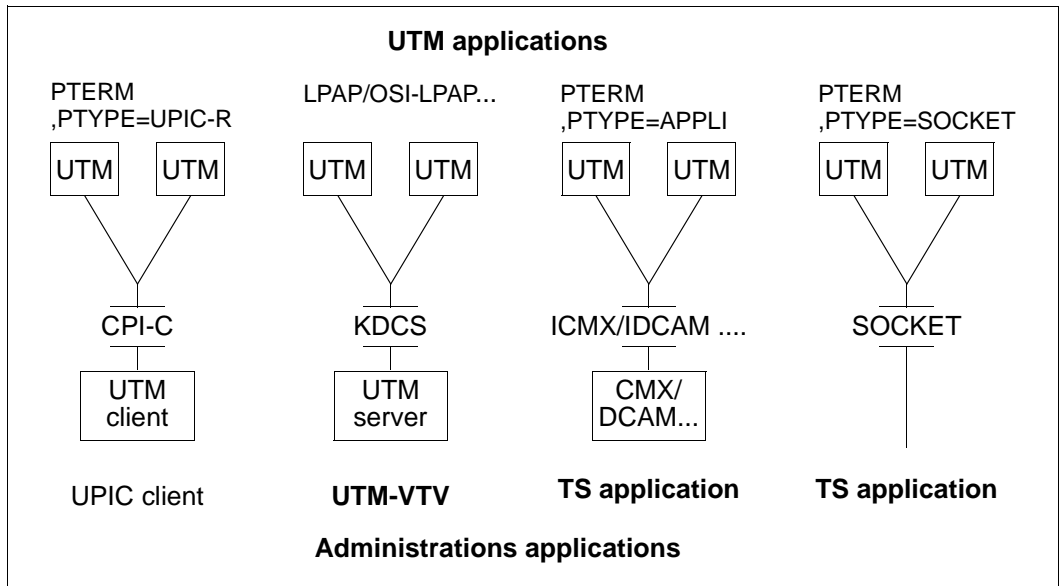 UTM applications
PTERM
,PTYPE=UPIC-R
LPAP/OSI-LPAP...
PTERM
,PTYPE=APPLI
PTERM
,PTYPE=SOCKET
UTM UTM UTM UTM UTM UTM UTM UTM
CPI-C KDCS ICMX/IDCAM .... SOCKET
UTM
client
UTM
server
CMX/
DCAM...
UPIC client UTM-VTV TS application TS application
Administrations applications